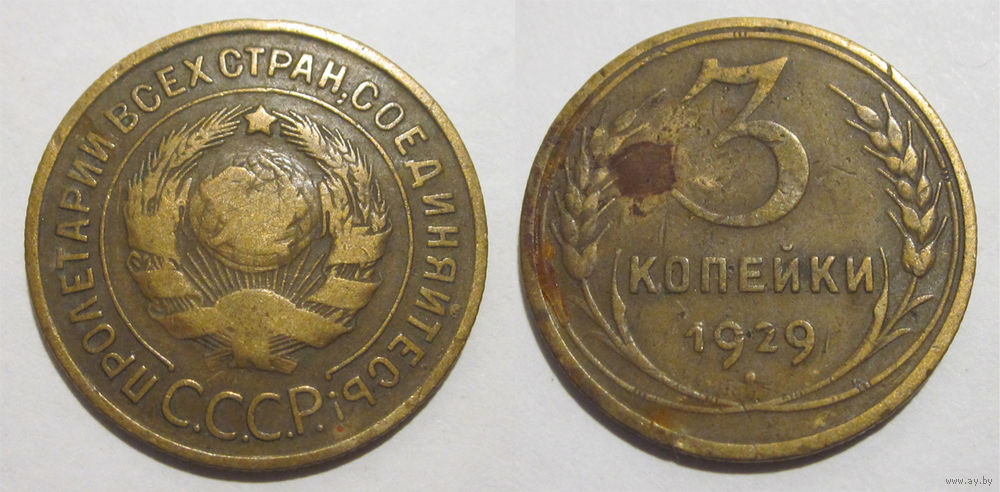 ПРОЛЕТАРИИ ВСЕХ СТРАН, СОЕДИНЯЙТЕСЬ!
С.С.С.Р.
3
КОПЕЙКИ
1929
www.ay.by